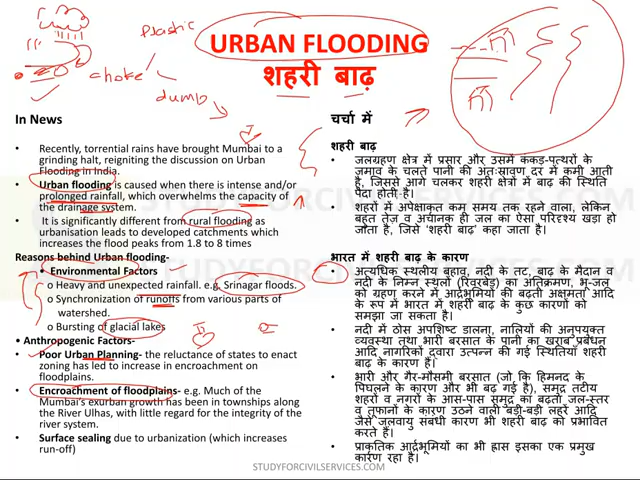 Plastic
choke
dump
URBAN FLOODING
शहरी बाढ़
In News
• Recently, torrential rains have brought Mumbai to a
grinding halt, reigniting the discussion on Urban
Flooding in India.
• Urban flooding is caused when there is intense and/or
prolonged rainfall, which overwhelms the capacity of
the drainage system.
• It is significantly different from rural flooding as
urbanisation leads to developed catchments which
increases the flood peaks from 1.8 to 8 times
Reasons behind Urban flooding-
• Environmental Factors
o Heavy and unexpected rainfall. e.g. Srinagar floods.
o Synchronization of runoffs from various parts of
watershed.
o Bursting of glacial lakes
• Anthropogenic Factors-
• Poor Urban Planning- the reluctance of states to enact
zoning has led to increase in encroachment on
floodplains.
• Encroachment of floodplains- e.g. Much of the
Mumbai's exurban growth has been in townships along
the River Ulhas, with little regard for the integrity of the
river system.
• Surface sealing due to urbanization (which increases
run-off)
चर्चा में
शहरी बाढ़
• जलग्रहण क्षेत्र में प्रसार और उसमें कंकड़-पत्थरों के
जमाव के चलते पानी की अंतःस्रावण दर में कमी आती
है, जिससे आगे चलकर शहरी क्षेत्रों में बाढ़ की स्थिति
पैदा होती है।
• शहरों में अपेक्षाकृत कम समय तक रहने वाला, लेकिन
बहुत तेज़ व अचानक ही जल का ऐसा परिदृश्य खड़ा हो
जाता है, जिसे 'शहरी बाढ़' कहा जाता है।
भारत में शहरी बाढ़ के कारण
• अत्यधिक स्थलीय बहाव, नदी के तट, बाढ़ के मैदान व
नदी के निम्न स्थलों (रिवरबेड) का अतिक्रमण, भू-जल
को ग्रहण करने में आर्द्रभूमियों की बढ़ती अक्षमता आदि
के रूप में भारत में शहरी बाढ़ के कुछ कारणों को
समझा जा सकता है।
• नदी में ठोस अपशिष्ट डालना, नालियों की अनुपयुक्त
व्यवस्था तथा भारी बरसात के पानी का खराब प्रबंधन
आदि नागरिकों द्वारा उत्पन्न की गई स्थितियाँ शहरी
बाढ़ के कारण हैं।
• भारी और गैर-मौसमी बरसात (जो कि हिमनद के
पिघलने के कारण और भी बढ़ गई है), समुद्र तटीय
शहरों व नगरों के आस-पास समुद्र का बढ़ता जल-स्तर
व तूफानों के कारण उठने वाली बड़ी-बड़ी लहरें आदि
जैसे जलवायु संबंधी कारण भी शहरी बाढ़ को प्रभावित
करते हैं।
• प्राकृतिक आर्द्रभूमियों का भी ह्रास इसका एक प्रमुख
कारण रहा है।
STUDYFORCIVILSERVICES.COM